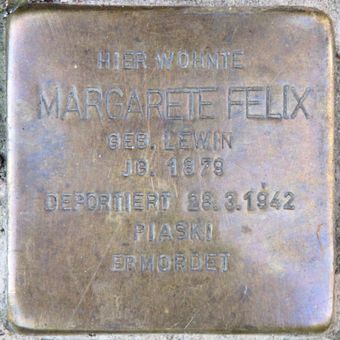 HIER WOHNTE
MARGARETE FELIX
GEB. LEWIN
JG. 1879
DEPORTIERT 28.3.1942
PIASKI
ERMORDET